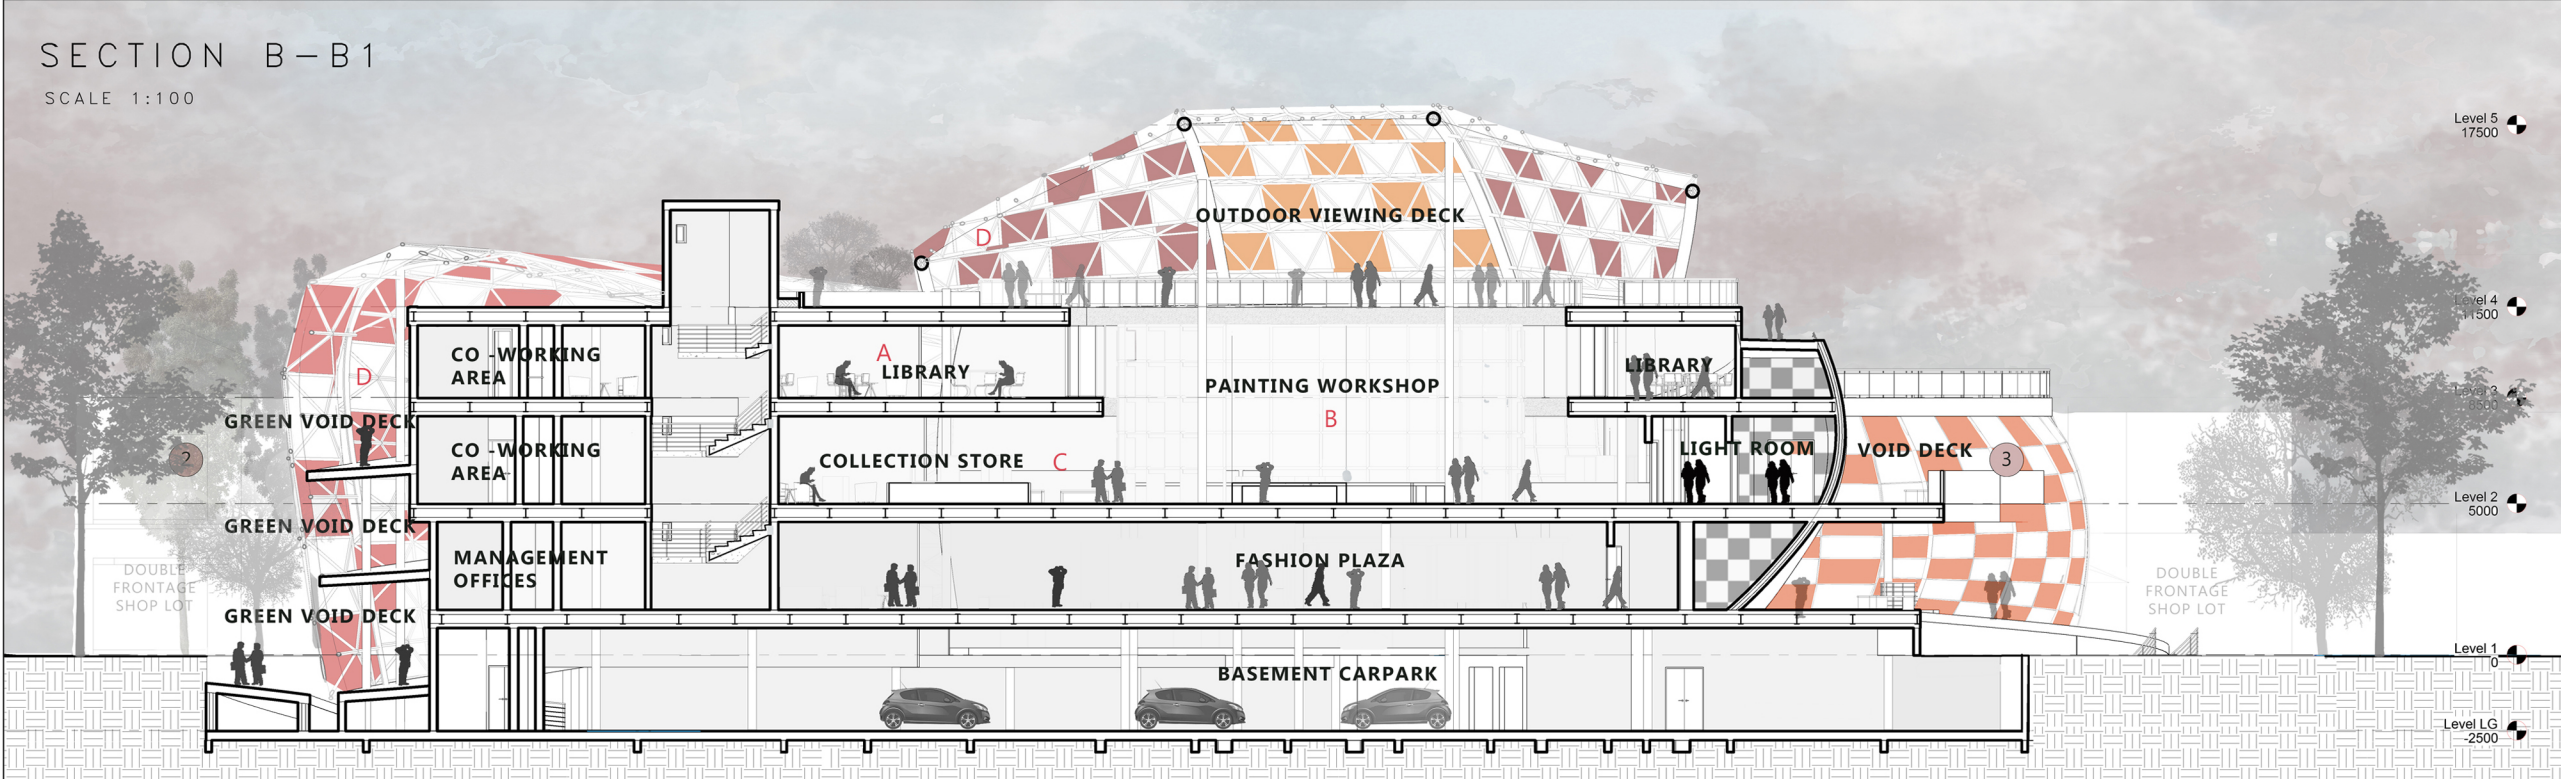 SECTION B-B1
SCALE 1:100
Level 5
17500
OUTDOOR VIEWING DECK
D
Level 4
11500
CO -WORKING
AREA
A
LIBRARY
LIBRARY
PAINTING WORKSHOP
D
B
Level 3
8500
GREEN VOID DECK
2
CO -WORKING
AREA
COLLECTION STORE
C
LIGHT ROOM
VOID DECK
3
Level 2
5000
GREEN VOID DECK
MANAGEMENT
OFFICES
FASHION PLAZA
DOUBLE
FRONTAGE
SHOP LOT
DOUBLE
FRONTAGE
SHOP LOT
GREEN VOID DECK
Level 1
0
BASEMENT CARPARK
Level LG
-2500